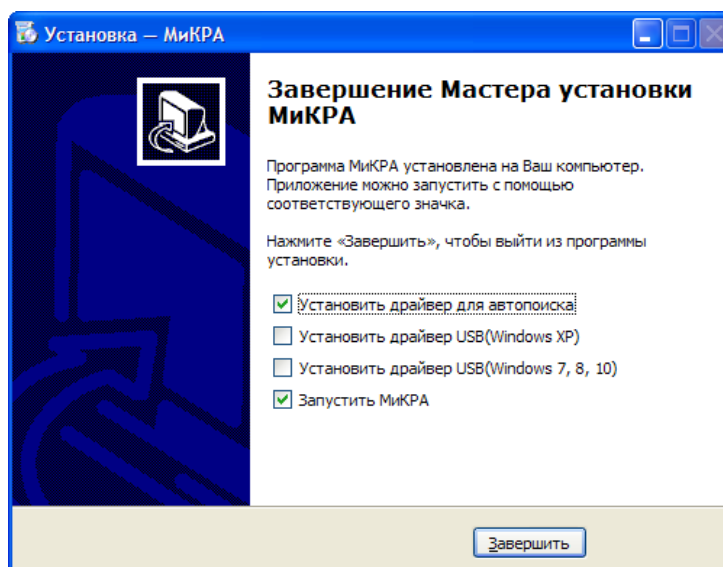 Установка — МиКРА
Завершение Мастера установки
МиКРА
Программа МиКРА установлена на Ваш компьютер.
Приложение можно запустить с помощью
соответствующего значка.
Нажмите «Завершить», чтобы выйти из программы
установки.
Установить драйвер для автопоиска
Установить драйвер USB(Windows XP)
Установить драйвер USB(Windows 7, 8, 10)
Запустить МиКРА
Завершить